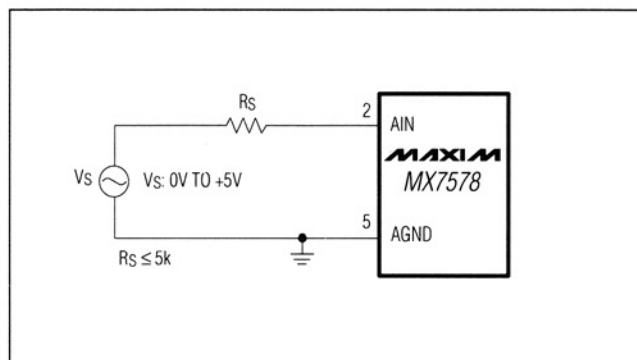 RS
2
AIN
MAXIM
MX7578
VS
VS: 0V TO +5V
5
AGND
RS ≤ 5k